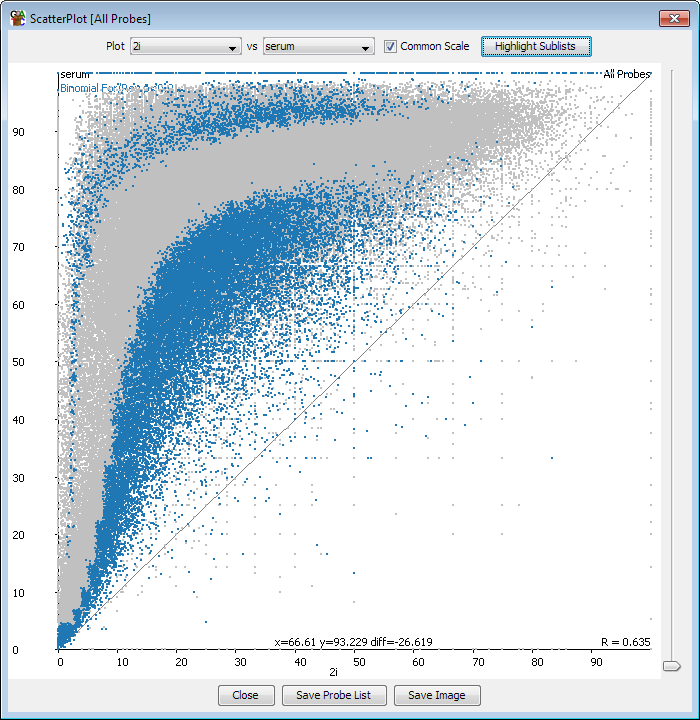 ScatterPlot [All Probes]
Plot 2i vs serum Common Scale Highlight Sublists
serum All Probes
Binomial For/Rev
90
80
70
60
50
40
30
20
10
0
x=66.61 y=93.229 diff=-26.619 R = 0.635
0 10 20 30 40 50 60 70 80 90
2i
Close Save Probe List Save Image